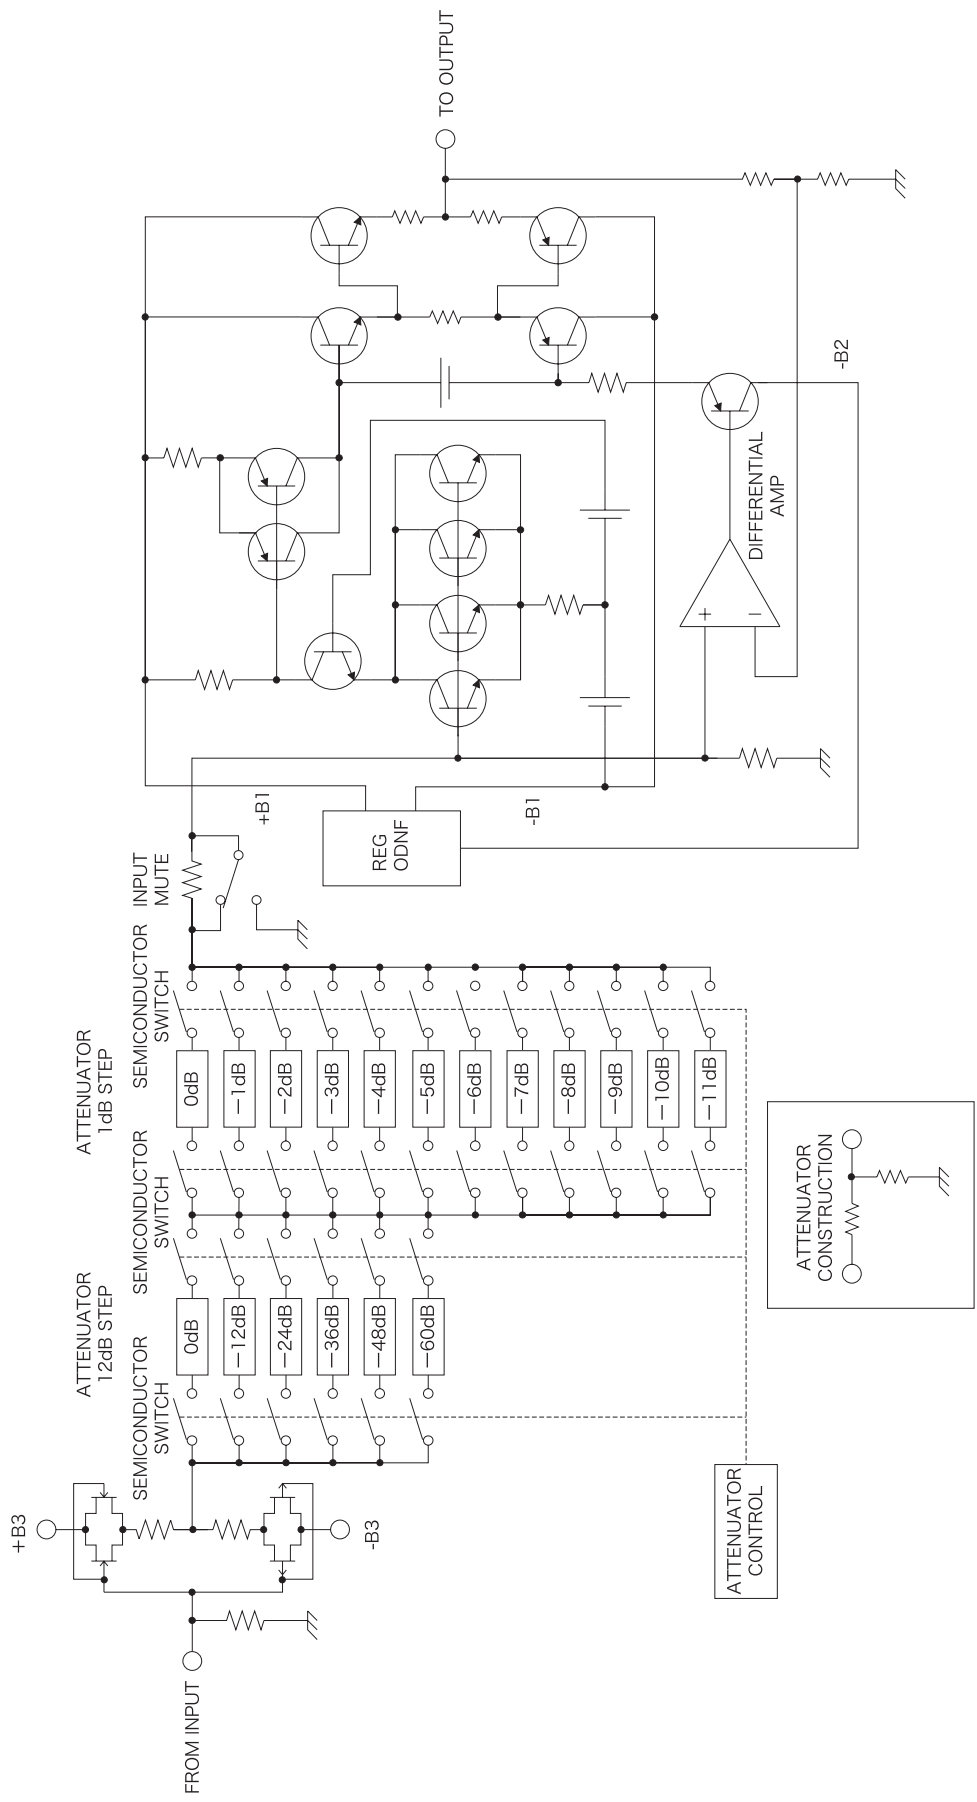 FROM INPUT
+B3
-B3
SEMICONDUCTOR
SWITCH
ATTENUATOR
12dB STEP
0dB
—12dB
—24dB
—36dB
—48dB
—60dB
SEMICONDUCTOR
SWITCH
ATTENUATOR
1dB STEP
0dB
—1dB
—2dB
—3dB
—4dB
—5dB
—6dB
—7dB
—8dB
—9dB
—10dB
—11dB
SEMICONDUCTOR
SWITCH
INPUT
MUTE
ATTENUATOR
CONTROL
ATTENUATOR
CONSTRUCTION
+B1
REG
ODNF
-B1
+
—
DIFFERENTIAL
AMP
-B2
TO OUTPUT